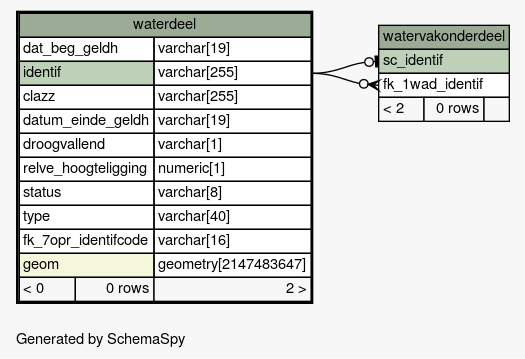 waterdeel
dat_beg_geldh varchar[19]
identif varchar[255]
clazz varchar[255]
datum_einde_geldh varchar[19]
droogvallend varchar[1]
relve_hoogteligging numeric[1]
status varchar[8]
type varchar[40]
fk_7opr_identifcode varchar[16]
geom geometry[2147483647]
< 0 0 rows 2 >
watervakonderdeel
sc_identif
fk_1wad_identif
< 2 0 rows
Generated by SchemaSpy